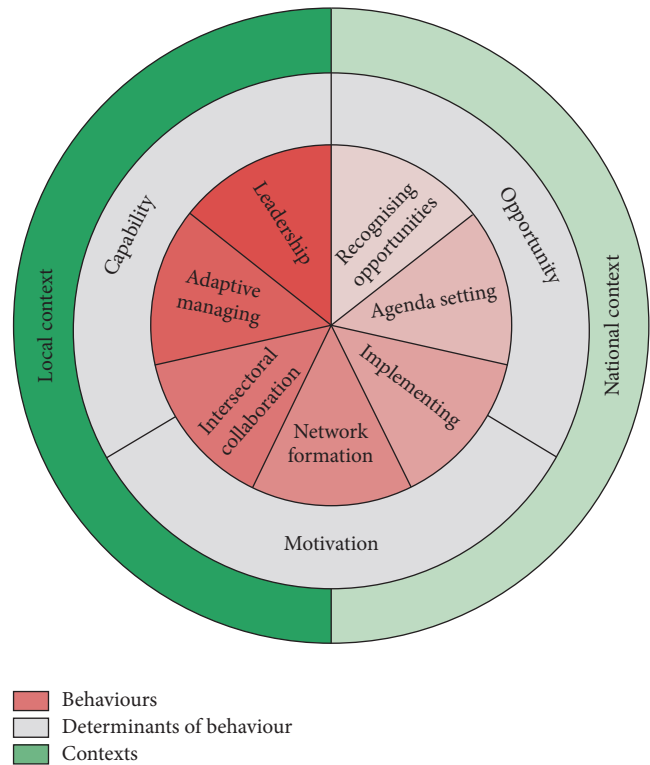 Leadership
Recognising
opportunities
Capability
Opportunity
Adaptive
managing
Agenda setting
Local context
National context
Intersectoral
collaboration
Implementing
Network
formation
Motivation
Behaviours
Determinants of behaviour
Contexts